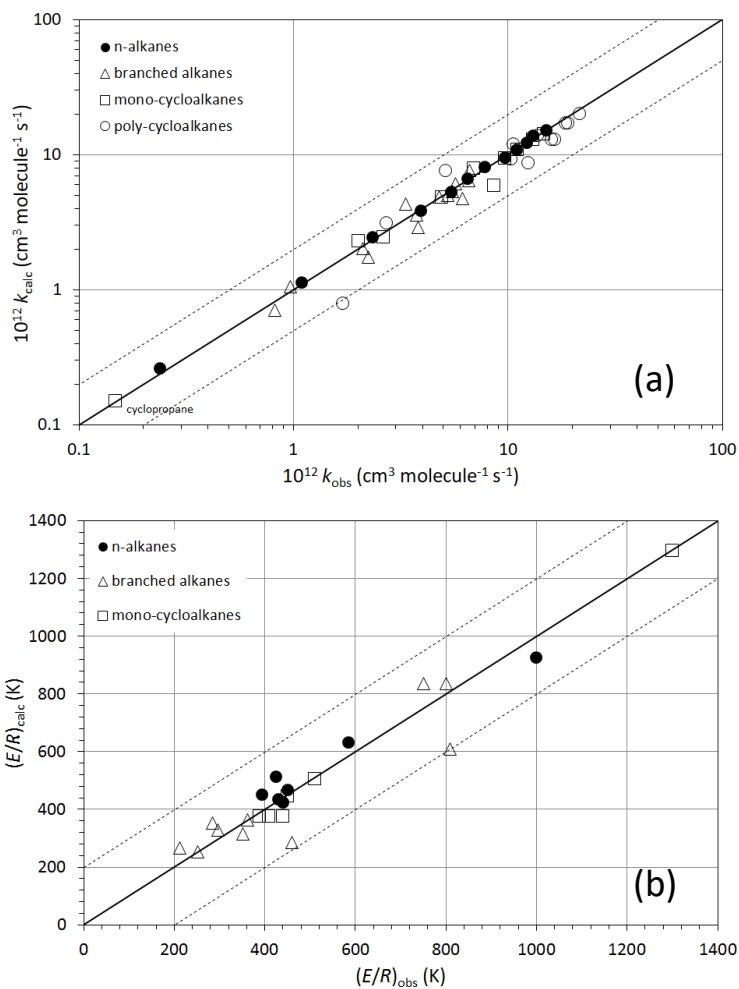 100
10
1
0.1
10¹² k_calc (cm³ molecule⁻¹ s⁻¹)
n-alkanes
branched alkanes
mono-cycloalkanes
poly-cycloalkanes
cyclopropane
(a)
0.1 1 10 100
10¹² k_obs (cm³ molecule⁻¹ s⁻¹)
1400
1200
1000
800
600
400
200
0
(E/R)_calc (K)
n-alkanes
branched alkanes
mono-cycloalkanes
(b)
0 200 400 600 800 1000 1200 1400
(E/R)_obs (K)